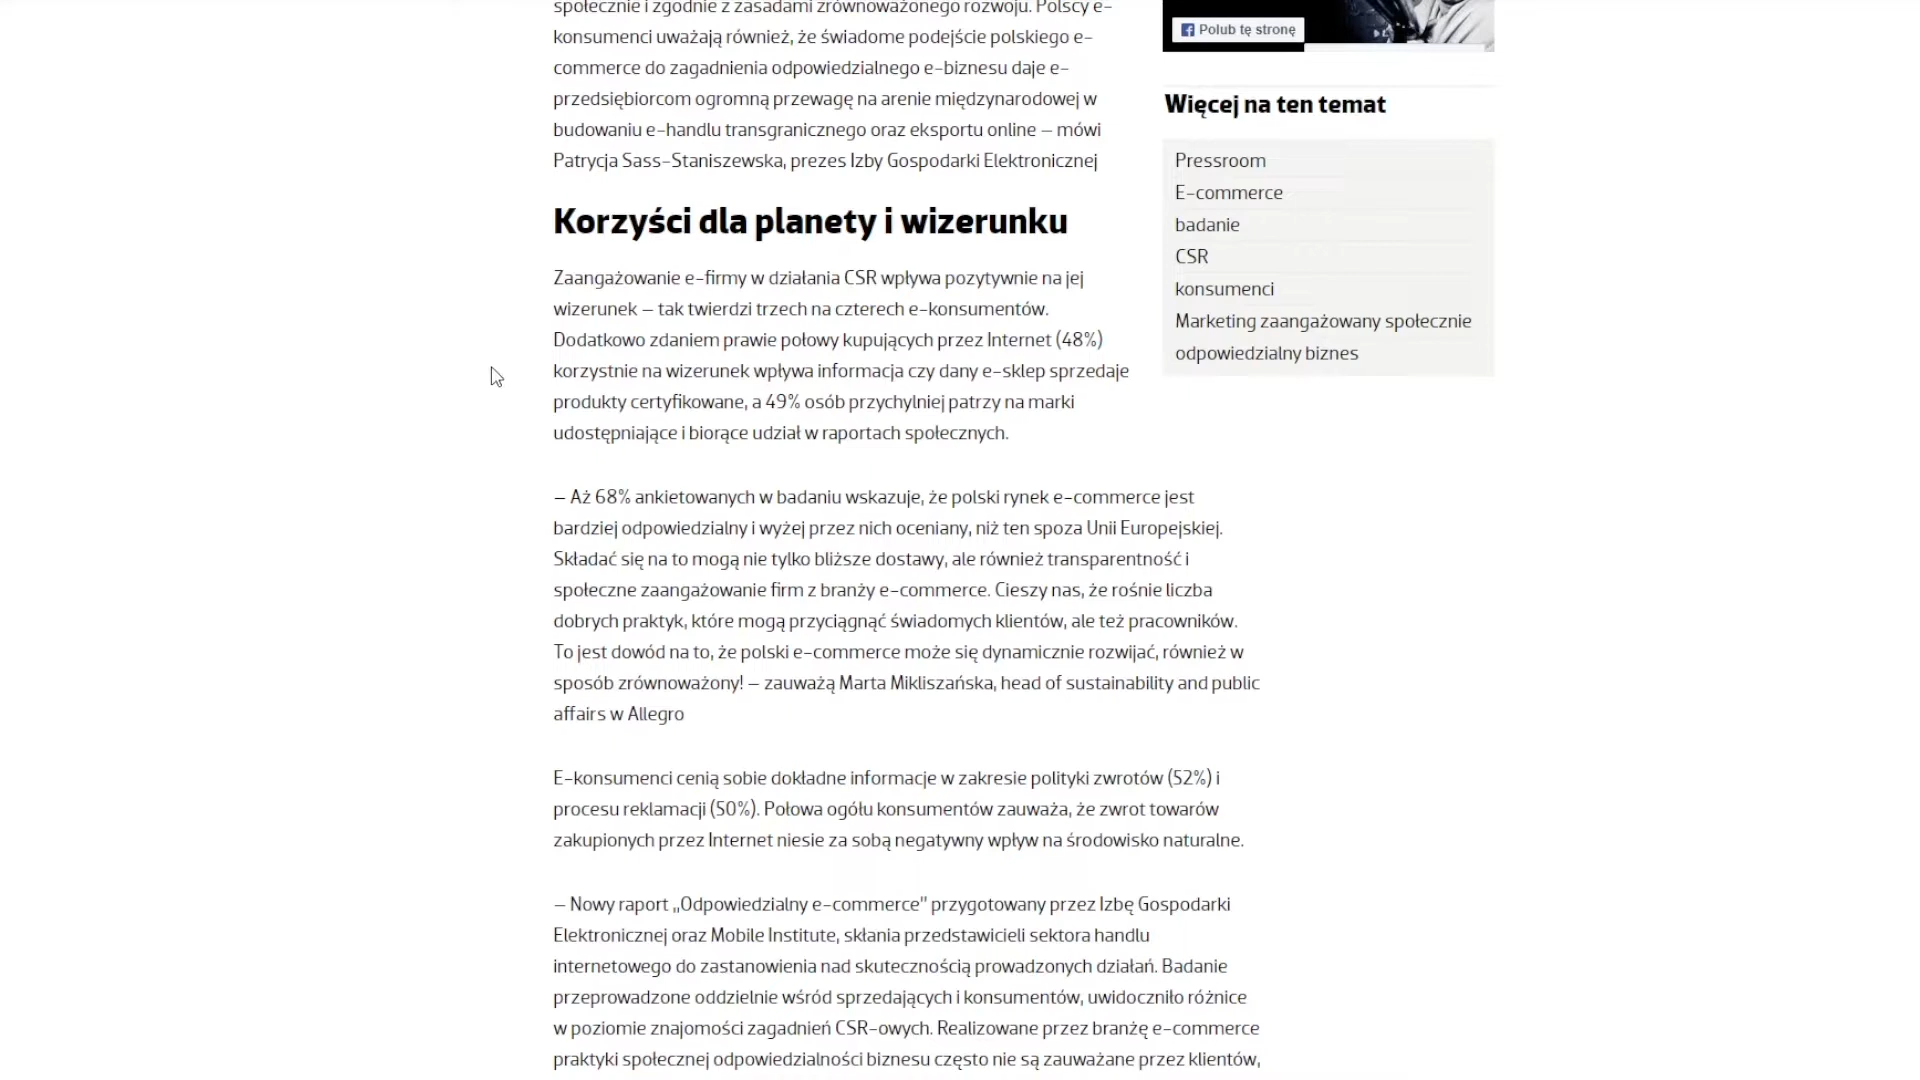 społecznie i zgodnie z zasadami zrównoważonego rozwoju. Polscy e-
konsumenci uważają również, że świadome podejście polskiego e-
commerce do zagadnienia odpowiedzialnego e-biznesu daje e-
przedsiębiorcom ogromną przewagę na arenie międzynarodowej w
budowaniu e-handlu transgranicznego oraz eksportu online – mówi
Patrycja Sass-Staniszewska, prezes Izby Gospodarki Elektronicznej
Korzyści dla planety i wizerunku
Zaangażowanie e-firmy w działania CSR wpływa pozytywnie na jej
wizerunek – tak twierdzi trzech na czterech e-konsumentów.
Dodatkowo zdaniem prawie połowy kupujących przez Internet (48%)
korzystnie na wizerunek wpływa informacja czy dany e-sklep sprzedaje
produkty certyfikowane, a 49% osób przychylniej patrzy na marki
udostępniające i biorące udział w raportach społecznych.
– Aż 68% ankietowanych w badaniu wskazuje, że polski rynek e-commerce jest
bardziej odpowiedzialny i wyżej przez nich oceniany, niż ten spoza Unii Europejskiej.
Składać się na to mogą nie tylko bliższe dostawy, ale również transparentność i
społeczne zaangażowanie firm z branży e-commerce. Cieszy nas, że rośnie liczba
dobrych praktyk, które mogą przyciągnąć świadomych klientów, ale też pracowników.
To jest dowód na to, że polski e-commerce może się dynamicznie rozwijać, również w
sposób zrównoważony! – zauważą Marta Mikliszańska, head of sustainability and public
affairs w Allegro
E-konsumenci cenią sobie dokładne informacje w zakresie polityki zwrotów (52%) i
procesu reklamacji (50%). Połowa ogółu konsumentów zauważa, że zwrot towarów
zakupionych przez Internet niesie za sobą negatywny wpływ na środowisko naturalne.
– Nowy raport „Odpowiedzialny e-commerce" przygotowany przez Izbę Gospodarki
Elektronicznej oraz Mobile Institute, skłania przedstawicieli sektora handlu
internetowego do zastanowienia nad skutecznością prowadzonych działań. Badanie
przeprowadzone oddzielnie wśród sprzedających i konsumentów, uwidoczniło różnice
w poziomie znajomości zagadnień CSR-owych. Realizowane przez branżę e-commerce
praktyki społecznej odpowiedzialności biznesu często nie są zauważane przez klientów,
Polub tę stronę
Więcej na ten temat
Pressroom
E-commerce
badanie
CSR
konsumenci
Marketing zaangażowany społecznie
odpowiedzialny biznes